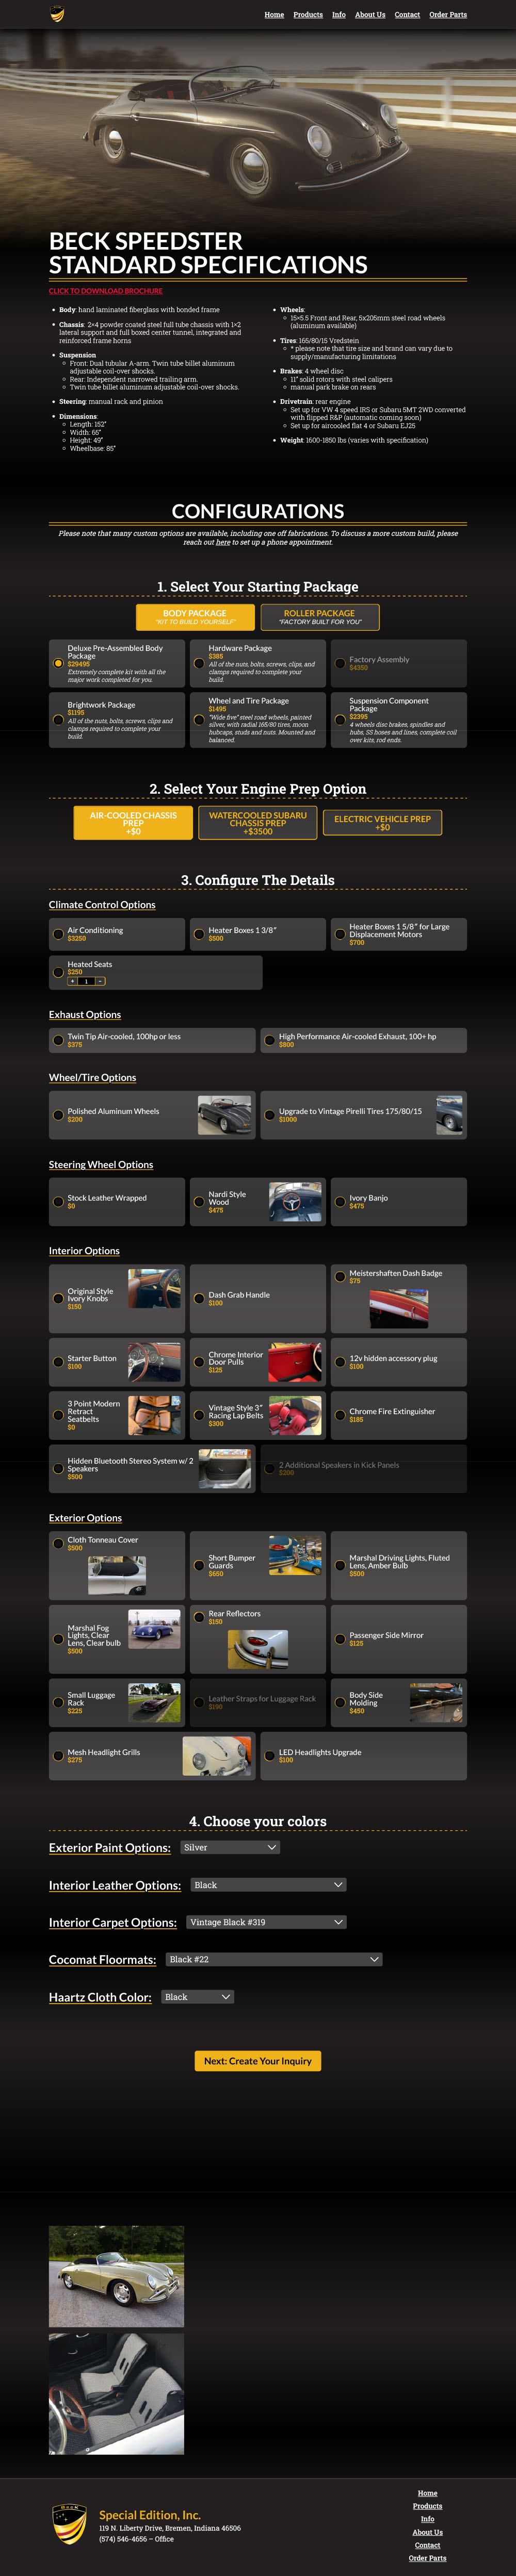 Home Products Info About Us Contact Order Parts
BECK SPEEDSTER
STANDARD SPECIFICATIONS
CLICK TO DOWNLOAD BROCHURE
Body: hand laminated fiberglass with bonded frame
Chassis: 2×4 powder coated steel full tube chassis with 1×2
lateral support and full boxed center tunnel, integrated and
reinforced frame horns
Suspension
Front: Dual tubular A-arm. Twin tube billet aluminum
adjustable coil-over shocks.
Rear: Independent narrowed trailing arm.
Twin tube billet aluminum adjustable coil-over shocks.
Steering: manual rack and pinion
Dimensions:
Length: 152"
Width: 65"
Height: 49"
Wheelbase: 85"
Wheels:
15×5.5 Front and Rear, 5x205mm steel road wheels
(aluminum available)
Tires: 165/80/15 Vredstein
* please note that tire size and brand can vary due to
supply/manufacturing limitations
Brakes: 4 wheel disc
11" solid rotors with steel calipers
manual park brake on rears
Drivetrain: rear engine
Set up for VW 4 speed IRS or Subaru 5MT 2WD converted
with flipped R&P (automatic coming soon)
Set up for aircooled flat 4 or Subaru EJ25
Weight: 1600-1850 lbs (varies with specification)
CONFIGURATIONS
Please note that many custom options are available, including one off fabrications. To discuss a more custom build, please
reach out here to set up a phone appointment.
1. Select Your Starting Package
BODY PACKAGE
"KIT TO BUILD YOURSELF"
ROLLER PACKAGE
"FACTORY BUILT FOR YOU"
Deluxe Pre-Assembled Body
Package
$29495
Extremely complete kit with all the
major work completed for you.
Hardware Package
$385
All of the nuts, bolts, screws, clips, and
clamps required to complete your
build.
Factory Assembly
$4350
Brightwork Package
$1195
All of the nuts, bolts, screws, clips and
clamps required to complete your
build.
Wheel and Tire Package
$1495
"Wide five" steel road wheels, painted
silver, with radial 165/80 tires, moon
hubcaps, studs and nuts. Mounted and
balanced.
Suspension Component
Package
$2395
4 wheels disc brakes, spindles and
hubs, SS hoses and lines, complete coil
over kits, rod ends.
2. Select Your Engine Prep Option
AIR-COOLED CHASSIS
PREP
+$0
WATERCOOLED SUBARU
CHASSIS PREP
+$3500
ELECTRIC VEHICLE PREP
+$0
3. Configure The Details
Climate Control Options
Air Conditioning
$3250
Heater Boxes 1 3/8"
$500
Heater Boxes 1 5/8" for Large
Displacement Motors
$700
Heated Seats
$250
+ 1 -
Exhaust Options
Twin Tip Air-cooled, 100hp or less
$375
High Performance Air-cooled Exhaust, 100+ hp
$800
Wheel/Tire Options
Polished Aluminum Wheels
$200
Upgrade to Vintage Pirelli Tires 175/80/15
$1000
Steering Wheel Options
Stock Leather Wrapped
$0
Nardi Style
Wood
$475
Ivory Banjo
$475
Interior Options
Original Style
Ivory Knobs
$150
Dash Grab Handle
$100
Meistershaften Dash Badge
$75
Starter Button
$100
Chrome Interior
Door Pulls
$125
12v hidden accessory plug
$100
3 Point Modern
Retract
Seatbelts
$0
Vintage Style 3"
Racing Lap Belts
$300
Chrome Fire Extinguisher
$185
Hidden Bluetooth Stereo System w/ 2
Speakers
$500
2 Additional Speakers in Kick Panels
$200
Exterior Options
Cloth Tonneau Cover
$500
Short Bumper
Guards
$650
Marshal Driving Lights, Fluted
Lens, Amber Bulb
$500
Marshal Fog
Lights, Clear
Lens, Clear bulb
$500
Rear Reflectors
$150
Passenger Side Mirror
$125
Small Luggage
Rack
$225
Leather Straps for Luggage Rack
$190
Body Side
Molding
$450
Mesh Headlight Grills
$275
LED Headlights Upgrade
$100
4. Choose your colors
Exterior Paint Options: Silver
Interior Leather Options: Black
Interior Carpet Options: Vintage Black #319
Cocomat Floormats: Black #22
Haartz Cloth Color: Black
Next: Create Your Inquiry
Special Edition, Inc.
119 N. Liberty Drive, Bremen, Indiana 46506
(574) 546-4656 – Office
Home
Products
Info
About Us
Contact
Order Parts